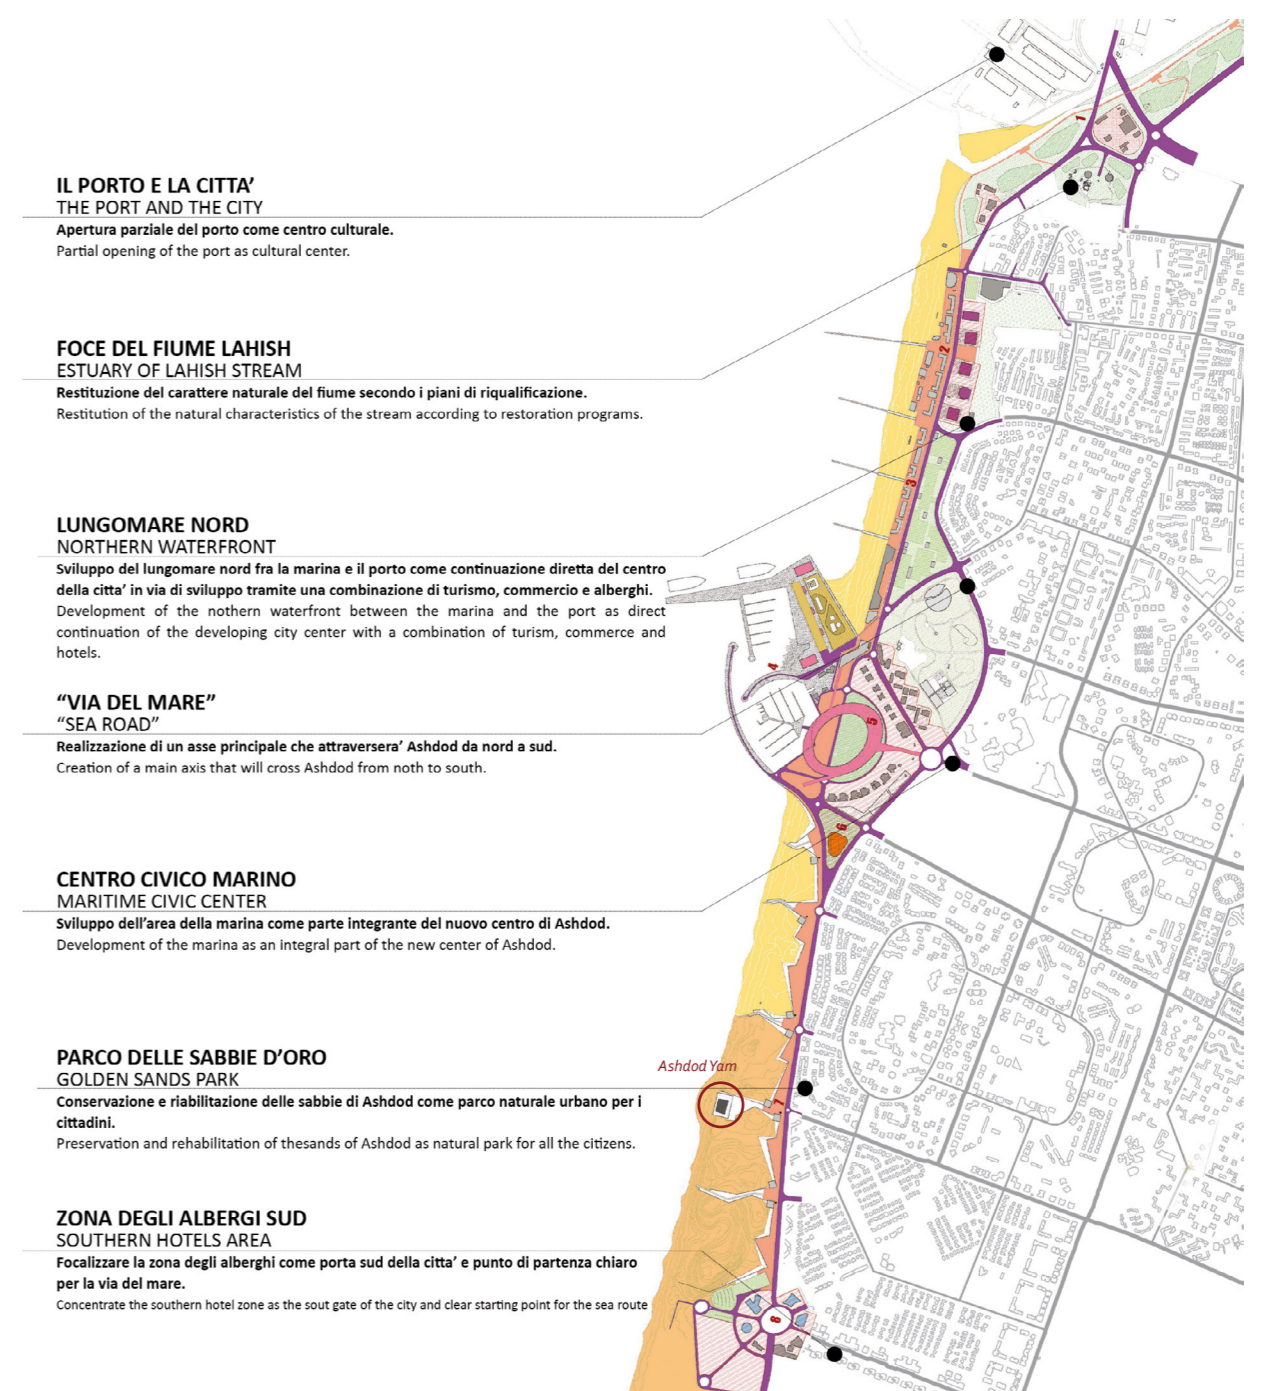 IL PORTO E LA CITTA’
THE PORT AND THE CITY
Apertura parziale del porto come centro culturale.
Partial opening of the port as cultural center.
FOCE DEL FIUME LAHISH
ESTUARY OF LAHISH STREAM
Restituzione del carattere naturale del fiume secondo i piani di riqualificazione.
Restitution of the natural characteristics of the stream according to restoration programs.
LUNGOMARE NORD
NORTHERN WATERFRONT
Sviluppo del lungomare nord fra la marina e il porto come continuazione diretta del centro
della citta’ in via di sviluppo tramite una combinazione di turismo, commercio e alberghi.
Development of the nothern waterfront between the marina and the port as direct
continuation of the developing city center with a combination of turism, commerce and
hotels.
“VIA DEL MARE”
“SEA ROAD”
Realizzazione di un asse principale che attraversera’ Ashdod da nord a sud.
Creation of a main axis that will cross Ashdod from noth to south.
CENTRO CIVICO MARINO
MARITIME CIVIC CENTER
Sviluppo dell’area della marina come parte integrante del nuovo centro di Ashdod.
Development of the marina as an integral part of the new center of Ashdod.
PARCO DELLE SABBIE D’ORO
GOLDEN SANDS PARK
Conservazione e riabilitazione delle sabbie di Ashdod come parco naturale urbano per i
cittadini.
Preservation and rehabilitation of thesands of Ashdod as natural park for all the citizens.
ZONA DEGLI ALBERGI SUD
SOUTHERN HOTELS AREA
Focalizzare la zona degli alberghi come porta sud della citta’ e punto di partenza chiaro
per la via del mare.
Concentrate the southern hotel zone as the sout gate of the city and clear starting point for the sea route
1
2
3
4
5
6
Ashdod Yam
7
8